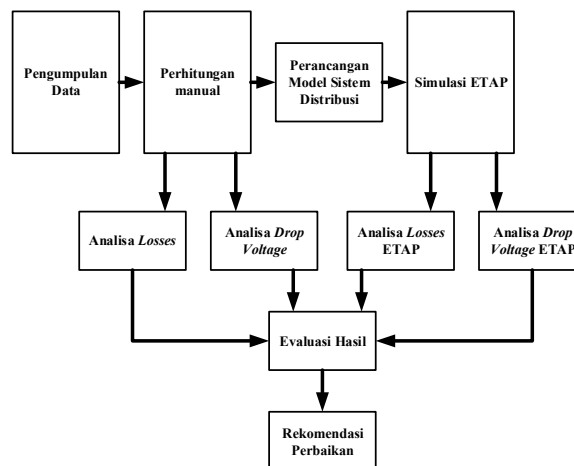 Pengumpulan
Data
Perhitungan
manual
Perancangan
Model Sistem
Distribusi
Simulasi ETAP
Analisa Losses
Analisa Drop
Voltage
Analisa Losses
ETAP
Analisa Drop
Voltage ETAP
Evaluasi Hasil
Rekomendasi
Perbaikan